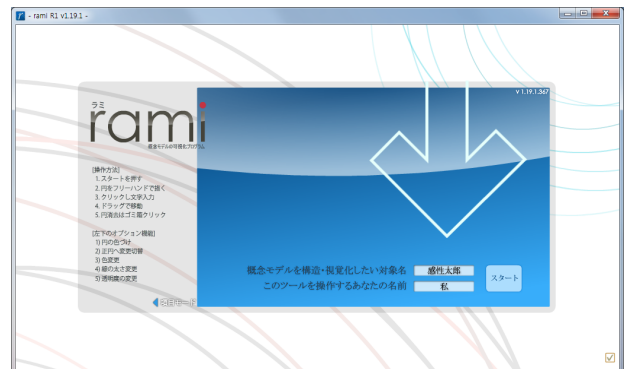 - rami R1 v1.19.1 -
v 1.19.1.367
ラミ
rami
概念モデルの可視化プログラム
[操作方法]
1. スタートを押す
2. 円をフリーハンドで描く
3. クリックし文字入力
4. ドラッグで移動
5. 円消去はゴミ箱クリック
[左下のオプション機能]
1) 円の色づけ
2) 正円へ変更切替
3) 色変更
4) 線の太さ変更
5) 透明度の変更
概念モデルを構造・視覚化したい対象名 感性太郎
このツールを操作するあなたの名前 私
スタート
項目モード